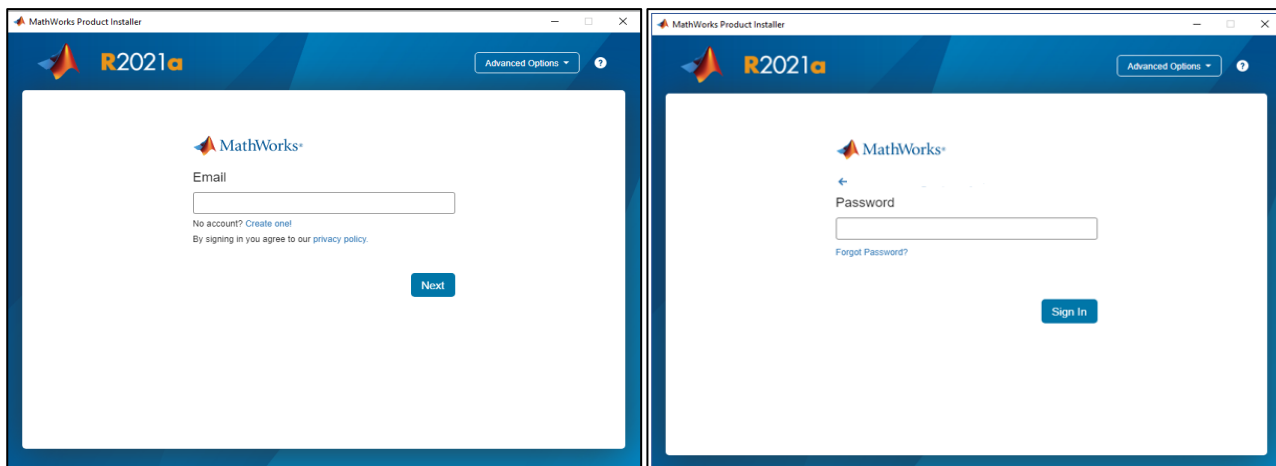 MathWorks Product Installer
R2021a
Advanced Options
?
MathWorks®
Email
No account? Create one!
By signing in you agree to our privacy policy.
Next
MathWorks Product Installer
R2021a
Advanced Options
?
MathWorks®
Password
Forgot Password?
Sign In